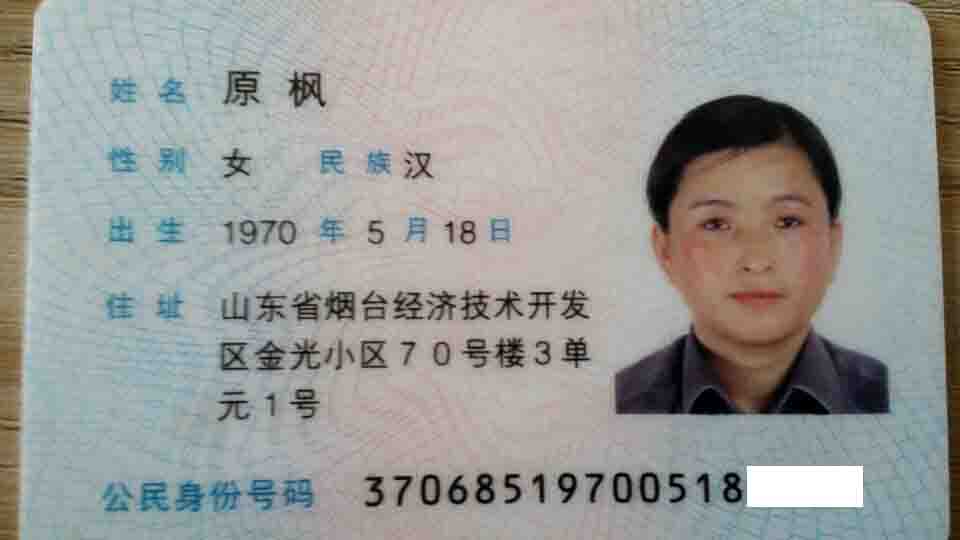 姓名 原枫
性别 女 民族 汉
出生 1970 年 5 月 18 日
住址 山东省烟台经济技术开发
区金光小区７０号楼３单
元１号
公民身份号码 37068519700518